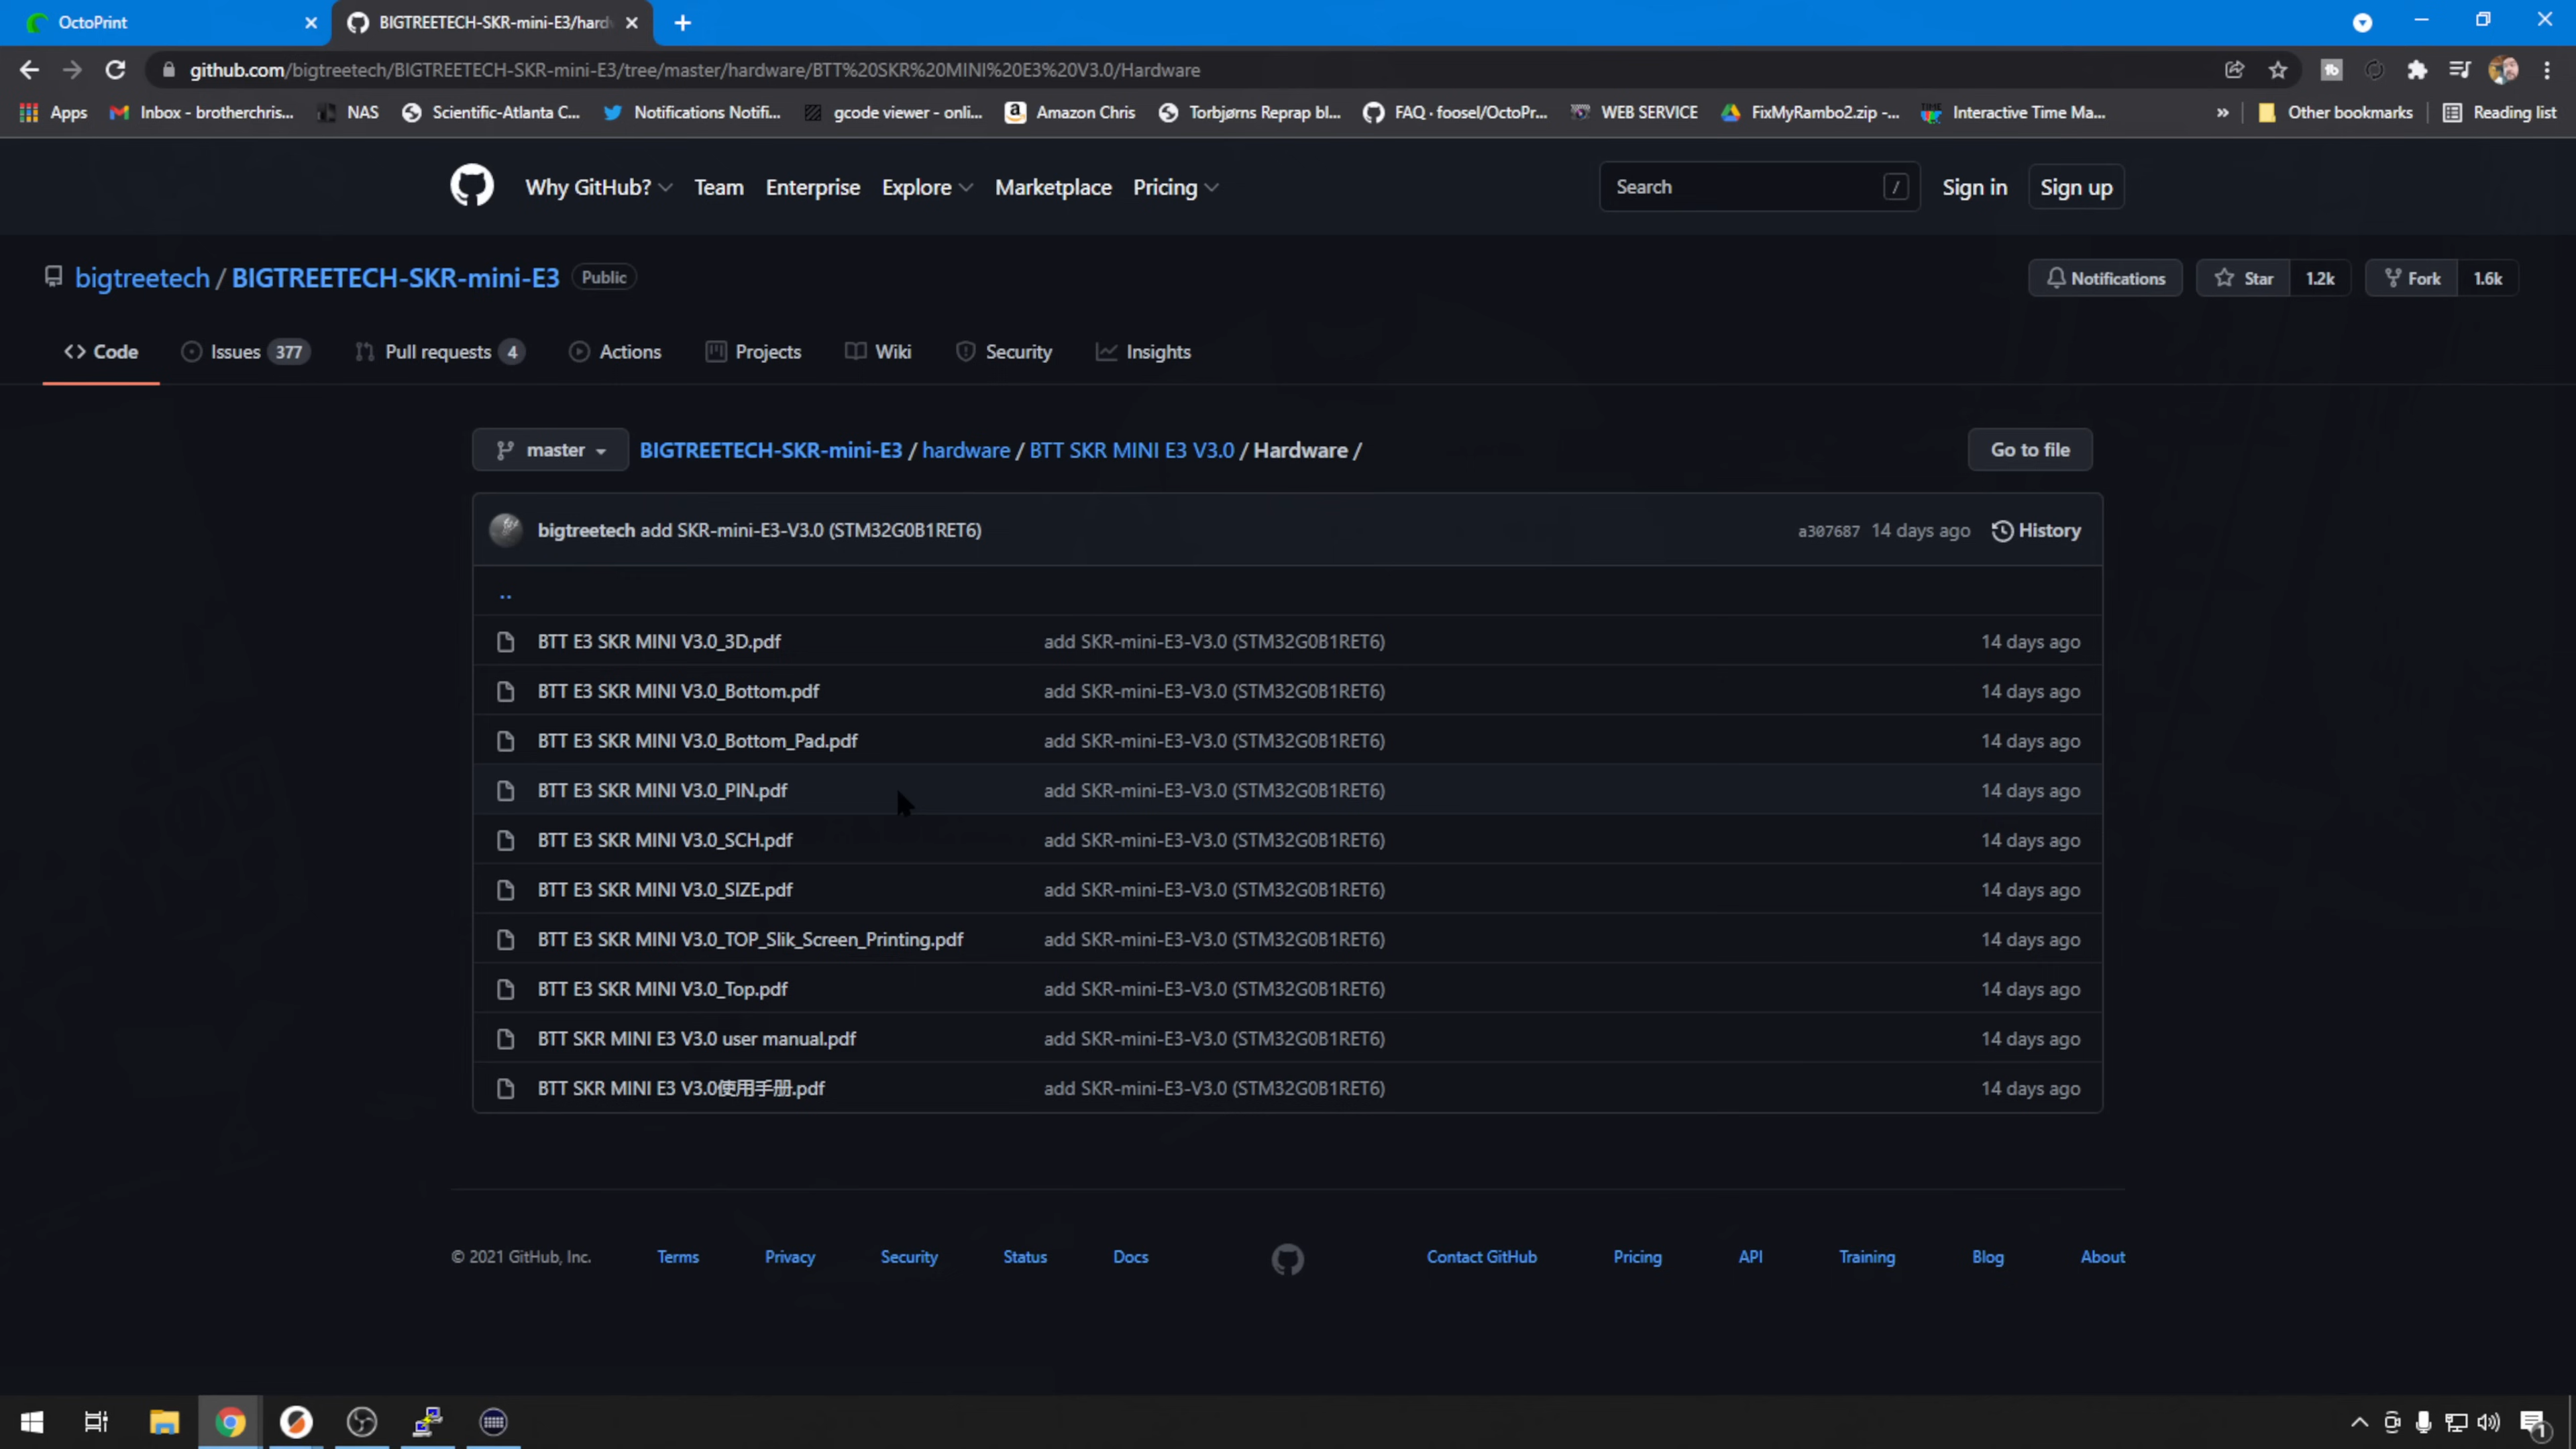 OctoPrint
BIGTREETECH-SKR-mini-E3/hard
github.com/bigtreetech/BIGTREETECH-SKR-mini-E3/tree/master/hardware/BTT%20SKR%20MINI%20E3%20V3.0/Hardware
Apps Inbox - brotherchris... NAS Scientific-Atlanta C... Notifications Notifi... gcode viewer - onli... Amazon Chris Torbjørns Reprap bl... FAQ · foosel/OctoPr... WEB SERVICE FixMyRambo2.zip -... Interactive Time Ma... » Other bookmarks Reading list
Why GitHub? Team Enterprise Explore Marketplace Pricing Search / Sign in Sign up
bigtreetech / BIGTREETECH-SKR-mini-E3 Public Notifications Star 1.2k Fork 1.6k
Code Issues 377 Pull requests 4 Actions Projects Wiki Security Insights
master BIGTREETECH-SKR-mini-E3 / hardware / BTT SKR MINI E3 V3.0 / Hardware / Go to file
bigtreetech add SKR-mini-E3-V3.0 (STM32G0B1RET6) a307687 14 days ago History
..
BTT E3 SKR MINI V3.0_3D.pdf add SKR-mini-E3-V3.0 (STM32G0B1RET6) 14 days ago
BTT E3 SKR MINI V3.0_Bottom.pdf add SKR-mini-E3-V3.0 (STM32G0B1RET6) 14 days ago
BTT E3 SKR MINI V3.0_Bottom_Pad.pdf add SKR-mini-E3-V3.0 (STM32G0B1RET6) 14 days ago
BTT E3 SKR MINI V3.0_PIN.pdf add SKR-mini-E3-V3.0 (STM32G0B1RET6) 14 days ago
BTT E3 SKR MINI V3.0_SCH.pdf add SKR-mini-E3-V3.0 (STM32G0B1RET6) 14 days ago
BTT E3 SKR MINI V3.0_SIZE.pdf add SKR-mini-E3-V3.0 (STM32G0B1RET6) 14 days ago
BTT E3 SKR MINI V3.0_TOP_Slik_Screen_Printing.pdf add SKR-mini-E3-V3.0 (STM32G0B1RET6) 14 days ago
BTT E3 SKR MINI V3.0_Top.pdf add SKR-mini-E3-V3.0 (STM32G0B1RET6) 14 days ago
BTT SKR MINI E3 V3.0 user manual.pdf add SKR-mini-E3-V3.0 (STM32G0B1RET6) 14 days ago
BTT SKR MINI E3 V3.0使用手册.pdf add SKR-mini-E3-V3.0 (STM32G0B1RET6) 14 days ago
© 2021 GitHub, Inc. Terms Privacy Security Status Docs Contact GitHub Pricing API Training Blog About
1